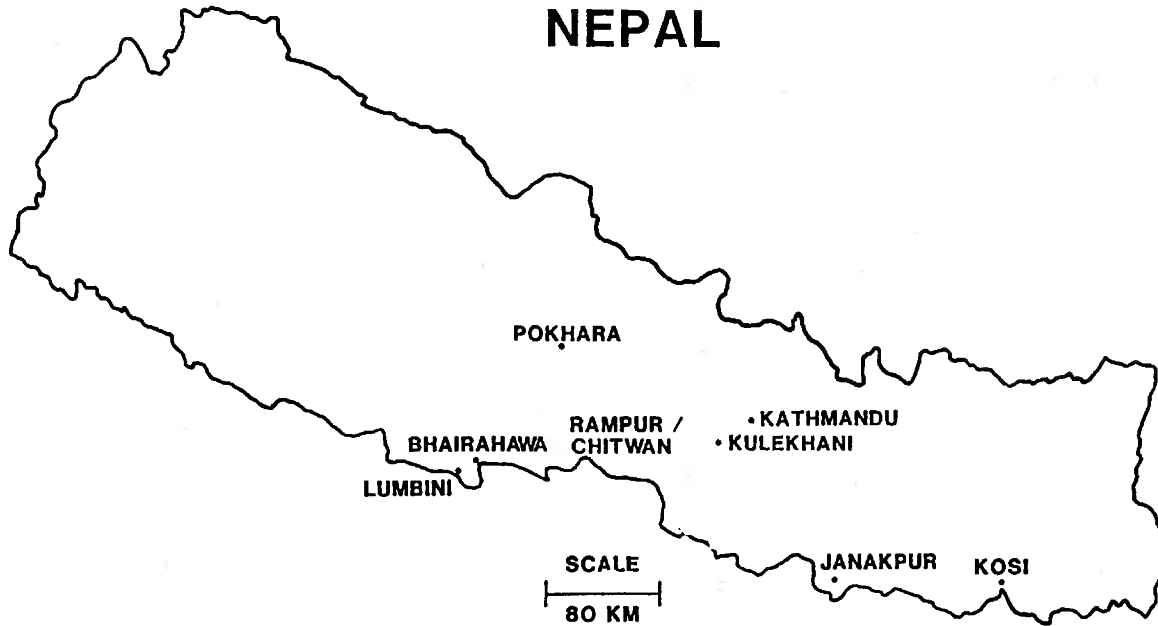 NEPAL
POKHARA
RAMPUR /
CHITWAN
KATHMANDU
KULEKHANI
BHAIRAHAWA
LUMBINI
SCALE
80 KM
JANAKPUR
KOSI